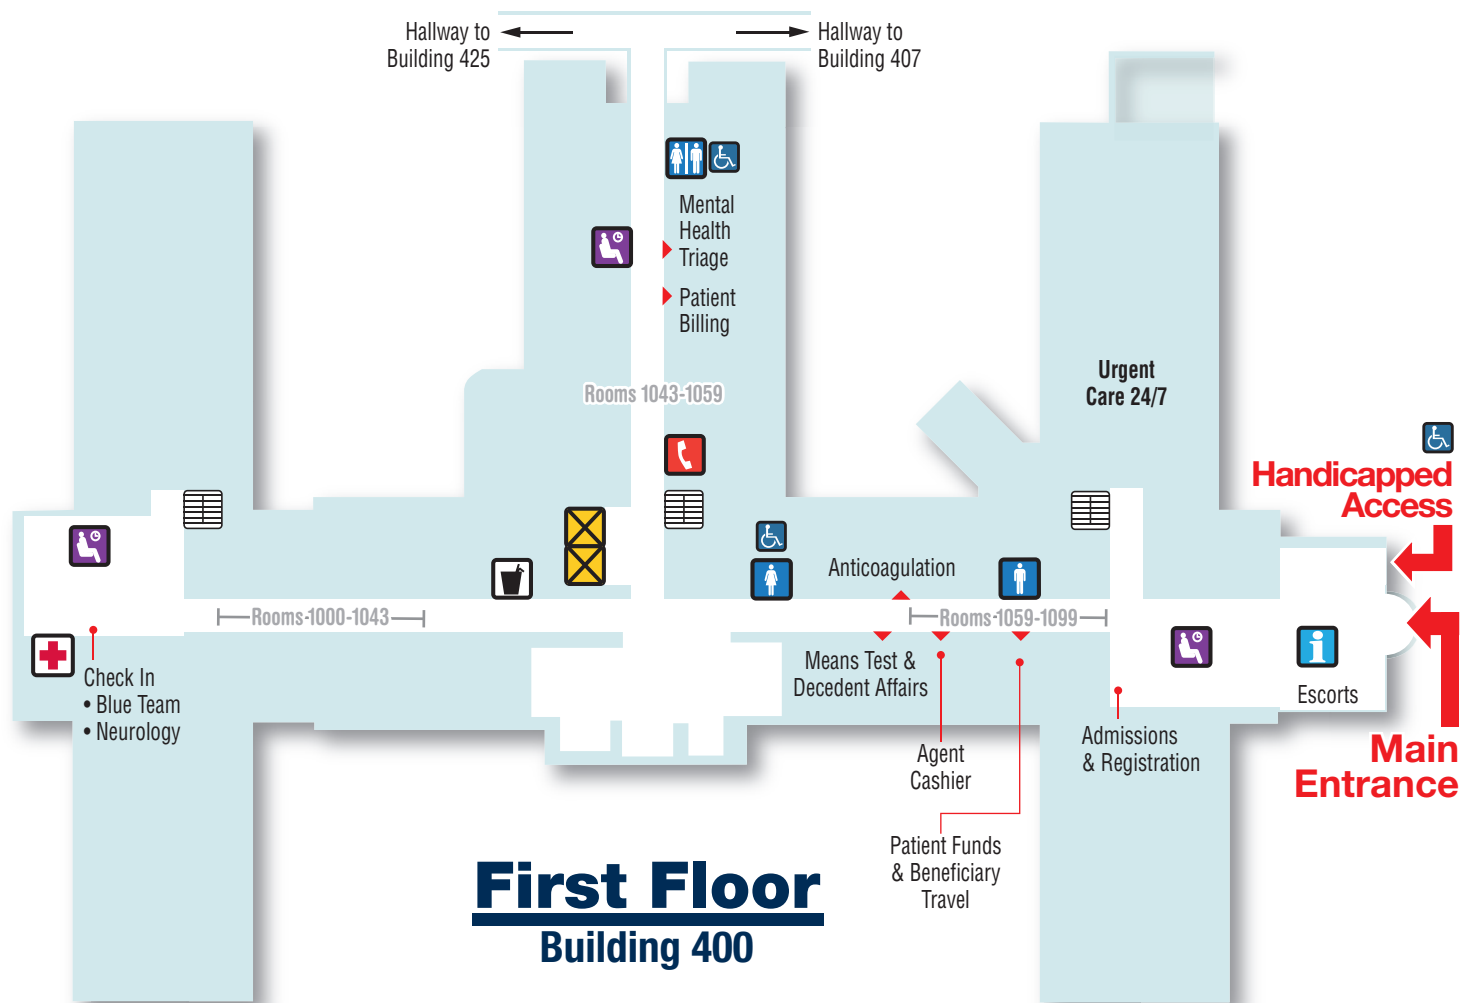 Hallway to
Building 425
Hallway to
Building 407
Mental
Health
Triage
Patient
Billing
Rooms 1043-1059
Urgent
Care 24/7
Handicapped
Access
Anticoagulation
Rooms-1000-1043
Rooms-1059-1099
Check In
• Blue Team
• Neurology
Means Test &
Decedent Affairs
Escorts
Agent
Cashier
Admissions
& Registration
Main
Entrance
Patient Funds
& Beneficiary
Travel
First Floor
Building 400